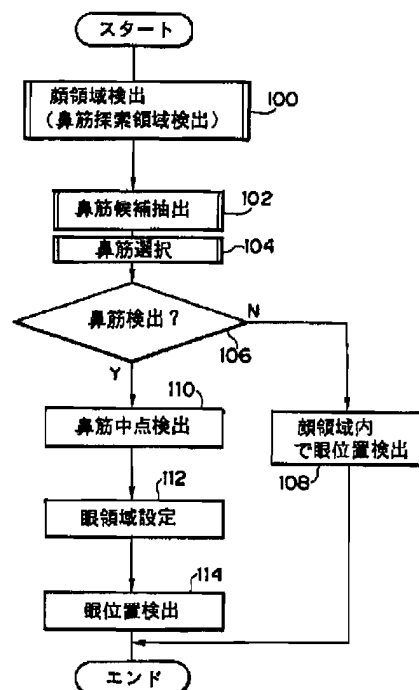 スタート
顔領域検出
(鼻筋探索領域検出)
100
鼻筋候補抽出
102
鼻筋選択
104
鼻筋検出?
106
N
Y
110
鼻筋中点検出
顔領域内
で眼位置検出
108
112
眼領域設定
114
眼位置検出
エンド